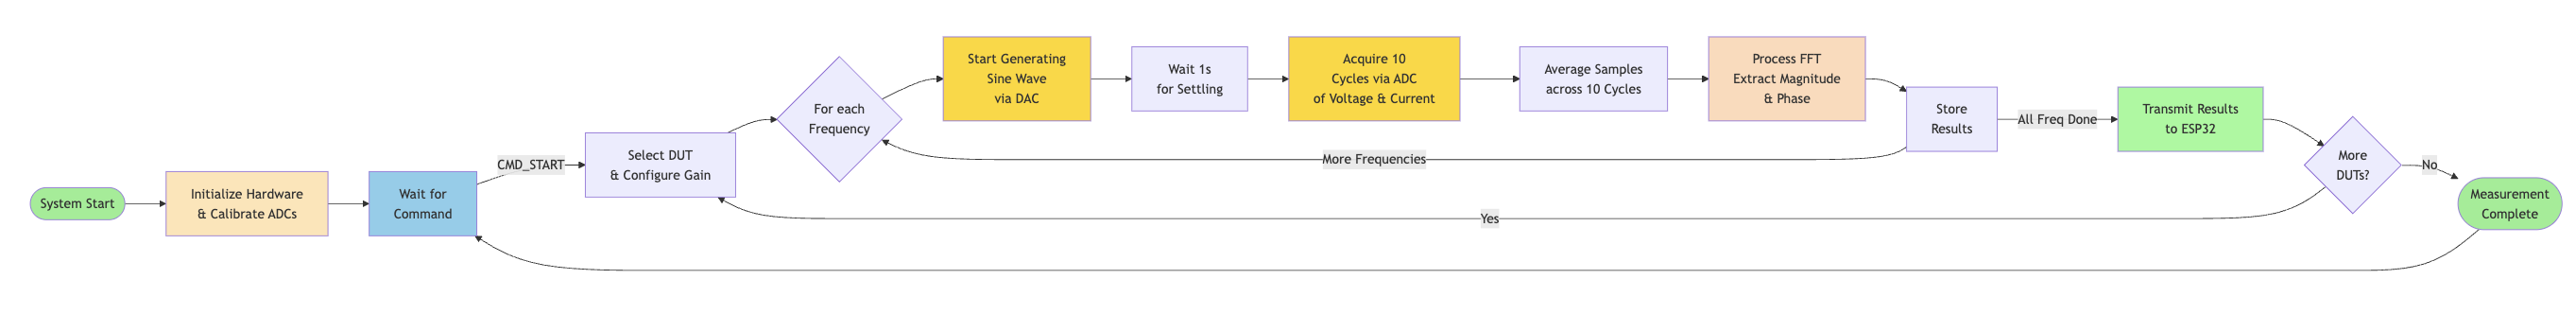 System Start
Initialize Hardware
& Calibrate ADCs
Wait for
Command
CMD_START
Select DUT
& Configure Gain
For each
Frequency
Start Generating
Sine Wave
via DAC
Wait 1s
for Settling
Acquire 10
Cycles via ADC
of Voltage & Current
Average Samples
across 10 Cycles
Process FFT
Extract Magnitude
& Phase
Store
Results
More Frequencies
All Freq Done
Transmit Results
to ESP32
More
DUTs?
Yes
No
Measurement
Complete